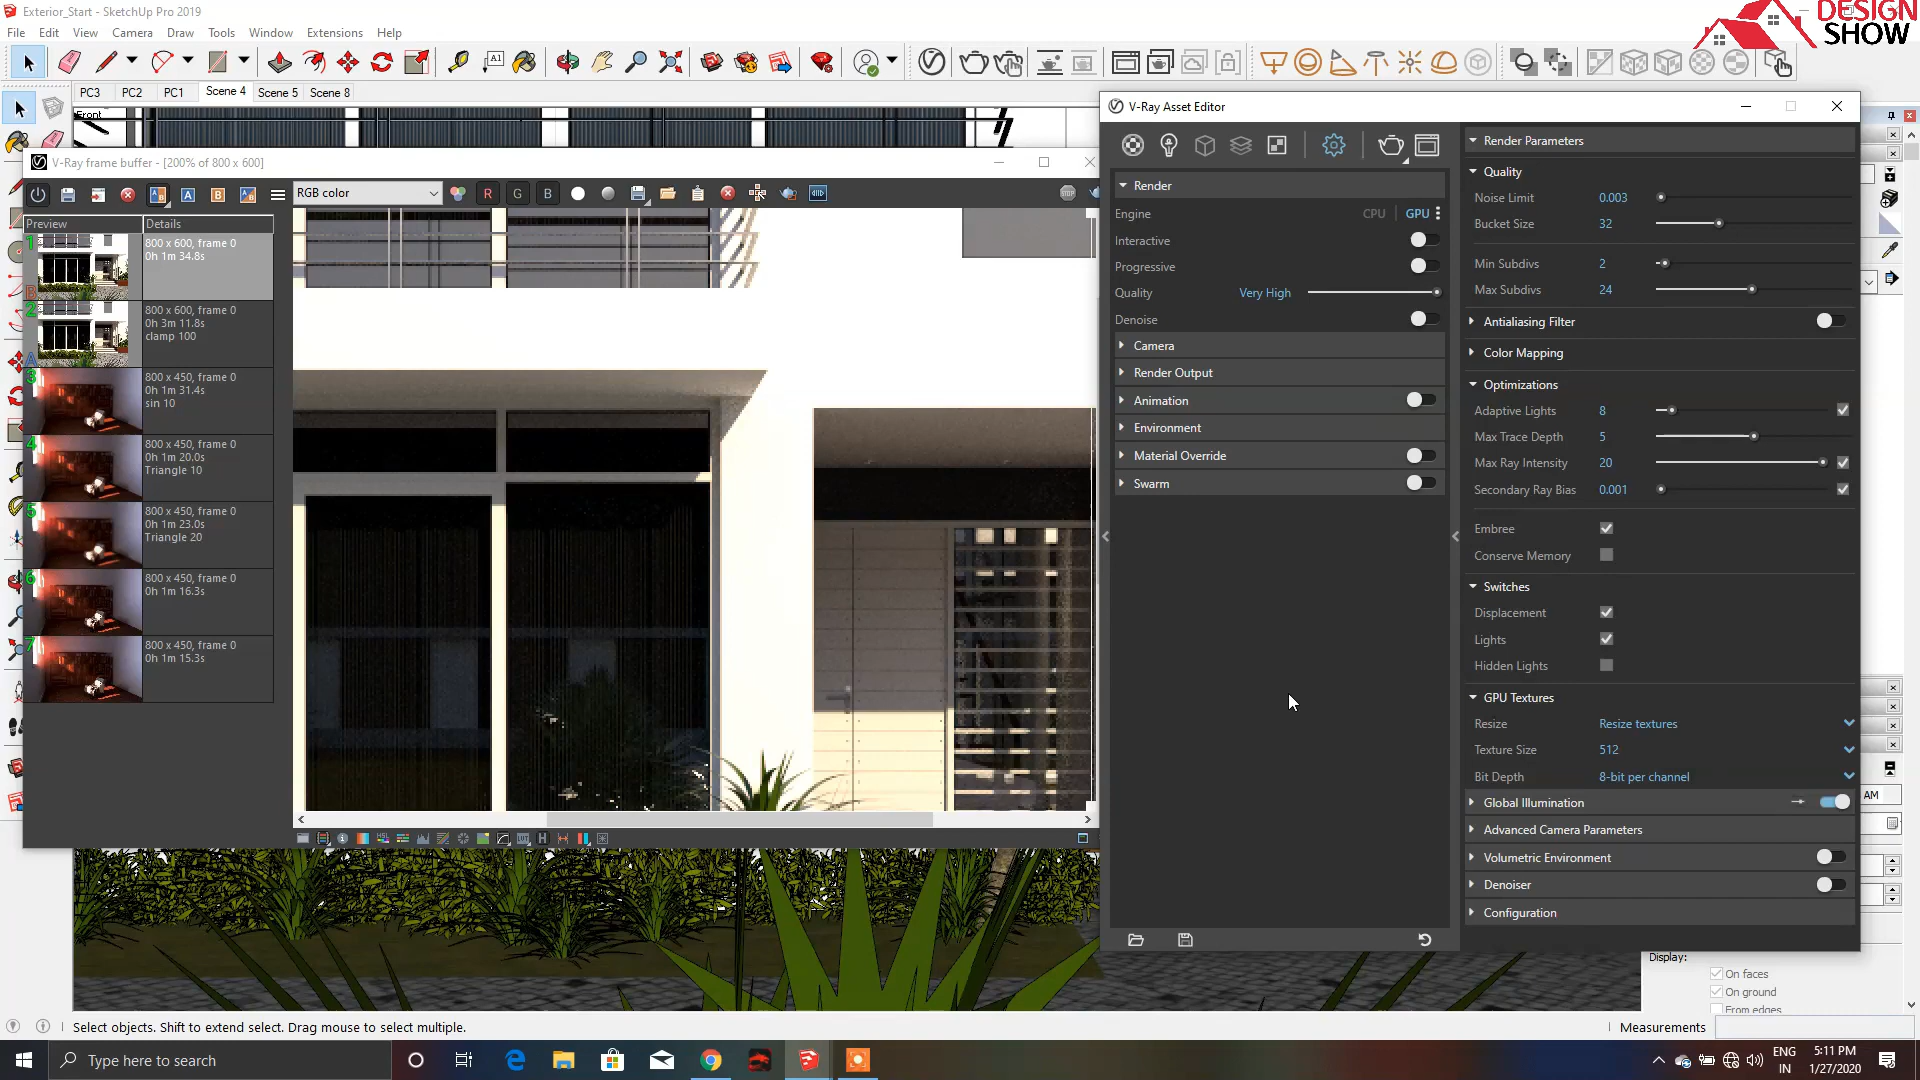 Exterior_Start - SketchUp Pro 2019
DESIGN
SHOW
File Edit View Camera Draw Tools Window Extensions Help
PC3 PC2 PC1 Scene 4 Scene 5 Scene 8
Front
V-Ray frame buffer - [200% of 800 x 600]
RGB color
R G B
Preview Details
1
800 x 600, frame 0
0h 1m 34.8s
B
2
800 x 600, frame 0
0h 3m 11.8s
clamp 100
A
3
800 x 450, frame 0
0h 1m 31.4s
sin 10
4
800 x 450, frame 0
0h 1m 20.0s
Triangle 10
5
800 x 450, frame 0
0h 1m 23.0s
Triangle 20
6
800 x 450, frame 0
0h 1m 16.3s
7
800 x 450, frame 0
0h 1m 15.3s
V-Ray Asset Editor
Render
Engine CPU GPU
Interactive
Progressive
Quality Very High
Denoise
Camera
Render Output
Animation
Environment
Material Override
Swarm
Render Parameters
Quality
Noise Limit 0.003
Bucket Size 32
Min Subdivs 2
Max Subdivs 24
Antialiasing Filter
Color Mapping
Optimizations
Adaptive Lights 8
Max Trace Depth 5
Max Ray Intensity 20
Secondary Ray Bias 0.001
Embree
Conserve Memory
Switches
Displacement
Lights
Hidden Lights
GPU Textures
Resize Resize textures
Texture Size 512
Bit Depth 8-bit per channel
Global Illumination
Advanced Camera Parameters
Volumetric Environment
Denoiser
Configuration
AM
Display:
On faces
On ground
From edges
Select objects. Shift to extend select. Drag mouse to select multiple.
Measurements
Type here to search
ENG
IN
5:11 PM
1/27/2020